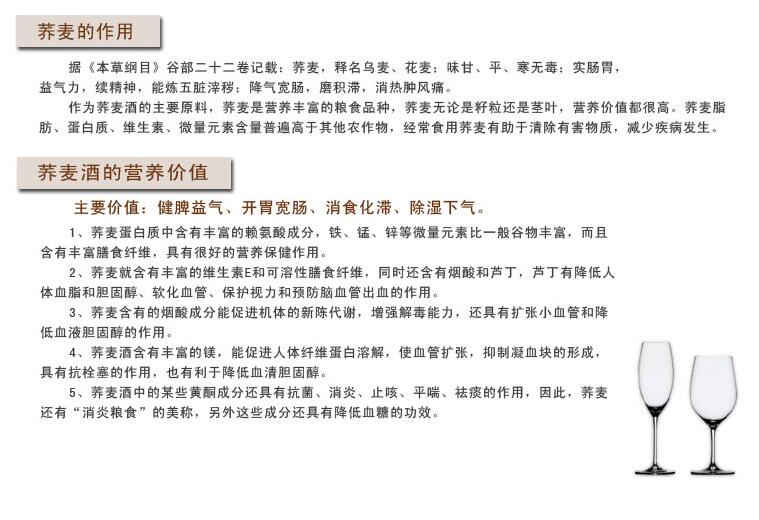 荞麦的作用
据《本草纲目》谷部二十二卷记载：荞麦，释名乌麦、花麦；味甘、平、寒无毒；实肠胃，
益气力，续精神，能炼五脏滓秽；降气宽肠，磨积滞，消热肿风痛。
作为荞麦酒的主要原料，荞麦是营养丰富的粮食品种，荞麦无论是籽粒还是茎叶，营养价值都很高。荞麦脂
肪、蛋白质、维生素、微量元素含量普遍高于其他农作物，经常食用荞麦有助于清除有害物质，减少疾病发生。
荞麦酒的营养价值
主要价值：健脾益气、开胃宽肠、消食化滞、除湿下气。
1、荞麦蛋白质中含有丰富的赖氨酸成分，铁、锰、锌等微量元素比一般谷物丰富，而且
含有丰富膳食纤维，具有很好的营养保健作用。
2、荞麦就含有丰富的维生素E和可溶性膳食纤维，同时还含有烟酸和芦丁，芦丁有降低人
体血脂和胆固醇、软化血管、保护视力和预防脑血管出血的作用。
3、荞麦含有的烟酸成分能促进机体的新陈代谢，增强解毒能力，还具有扩张小血管和降
低血液胆固醇的作用。
4、荞麦酒含有丰富的镁，能促进人体纤维蛋白溶解，使血管扩张，抑制凝血块的形成，
具有抗栓塞的作用，也有利于降低血清胆固醇。
5、荞麦酒中的某些黄酮成分还具有抗菌、消炎、止咳、平喘、祛痰的作用，因此，荞麦
还有“消炎粮食”的美称，另外这些成分还具有降低血糖的功效。